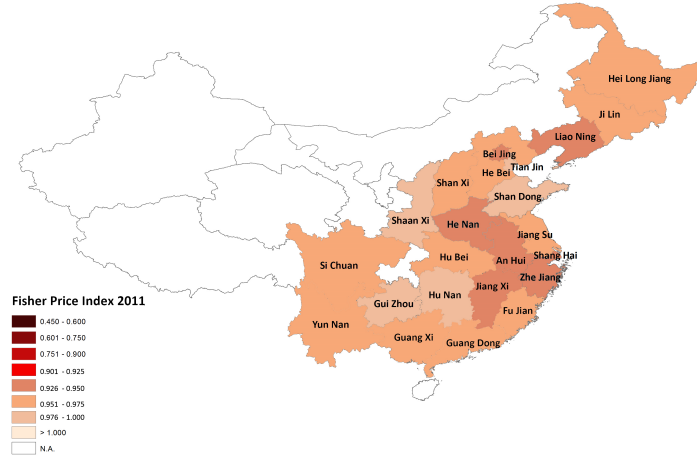 Hei Long Jiang
Ji Lin
Liao Ning
Bei Jing
Tian Jin
He Bei
Shan Xi
Shan Dong
Shaan Xi
He Nan
Jiang Su
Shang Hai
Hu Bei
An Hui
Si Chuan
Zhe Jiang
Jiang Xi
Hu Nan
Gui Zhou
Fu Jian
Yun Nan
Guang Xi
Guang Dong
Fisher Price Index 2011
0.450 - 0.600
0.601 - 0.750
0.751 - 0.900
0.901 - 0.925
0.926 - 0.950
0.951 - 0.975
0.976 - 1.000
> 1.000
N.A.